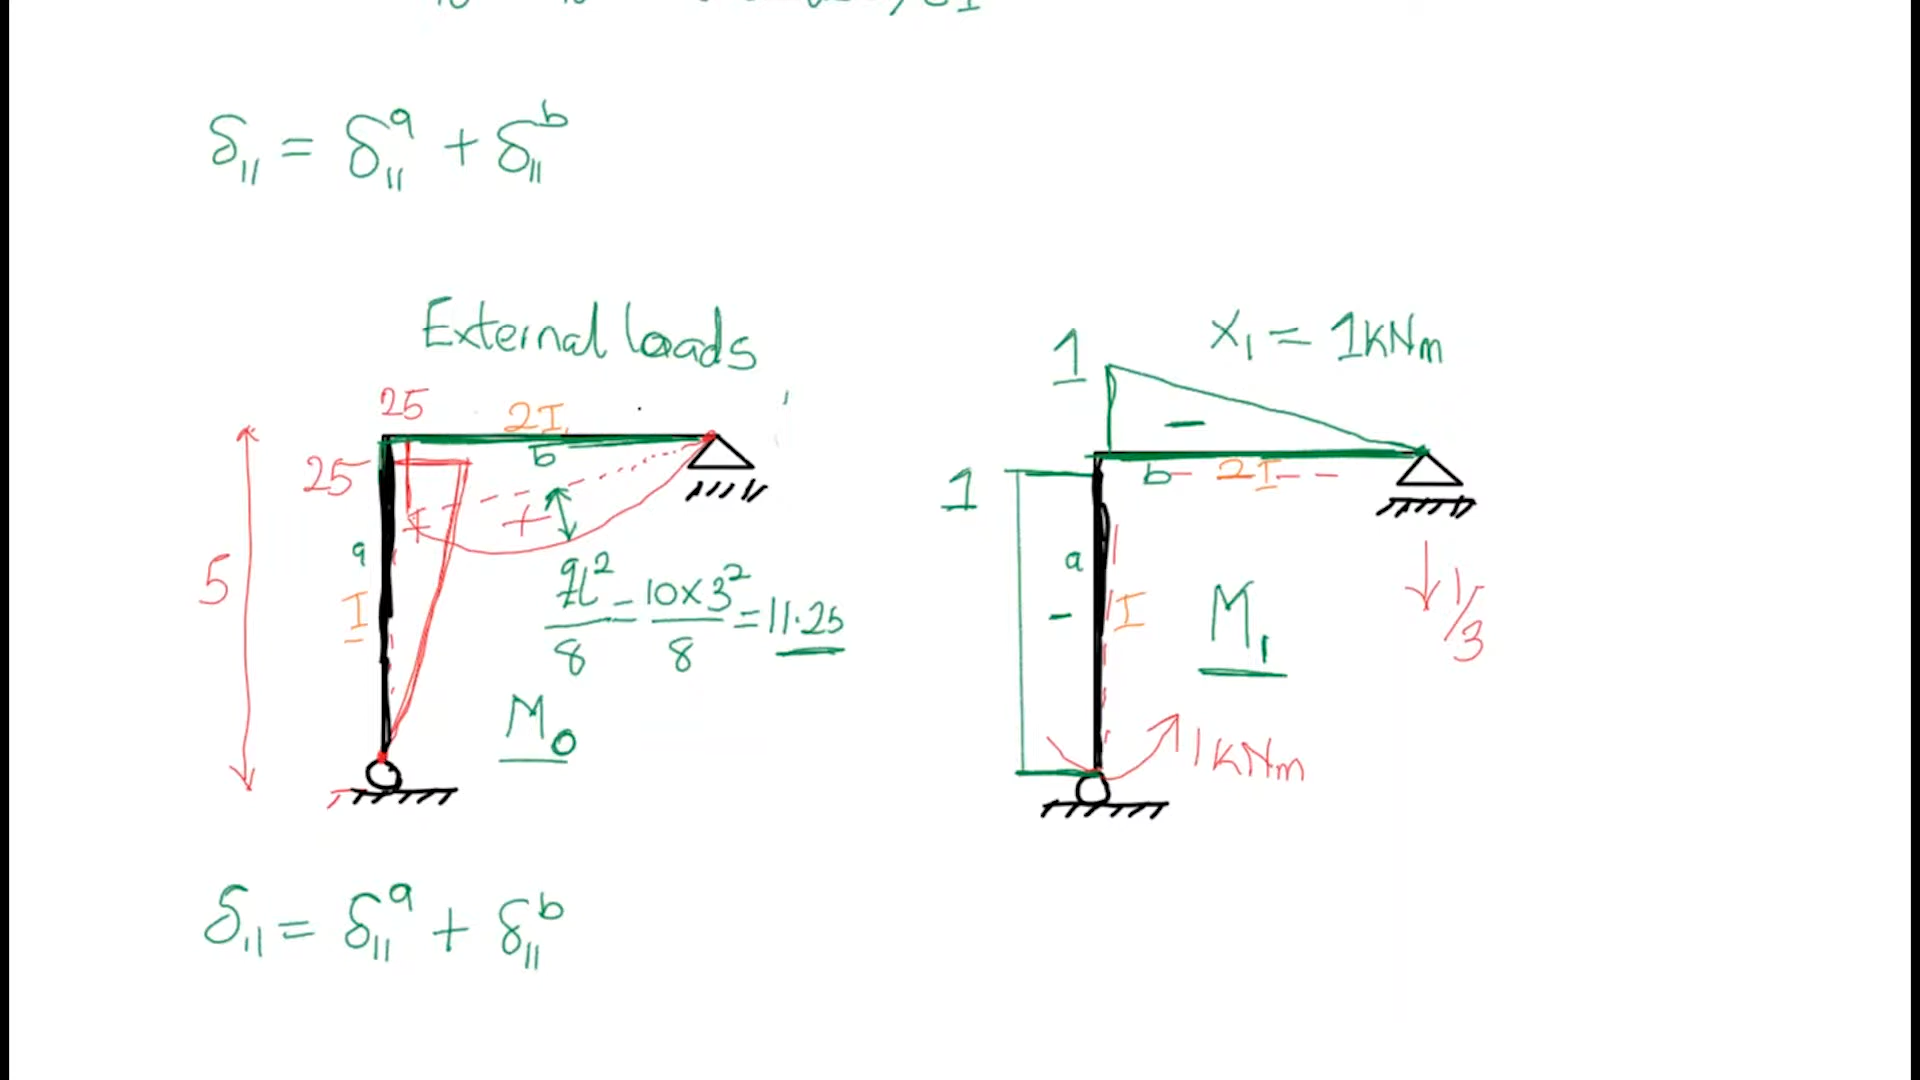 δ₁₁ = δ₁₁ᵃ + δ₁₁ᵇ
External loads
X₁ = 1kNm
25
2I
b
25
1
1
b 2I
5
a
I
qL²/8 = 10×3²/8 = 11.25
M₀
a
I
M₁
1/3
1kNm
δ₁₁ = δ₁₁ᵃ + δ₁₁ᵇ